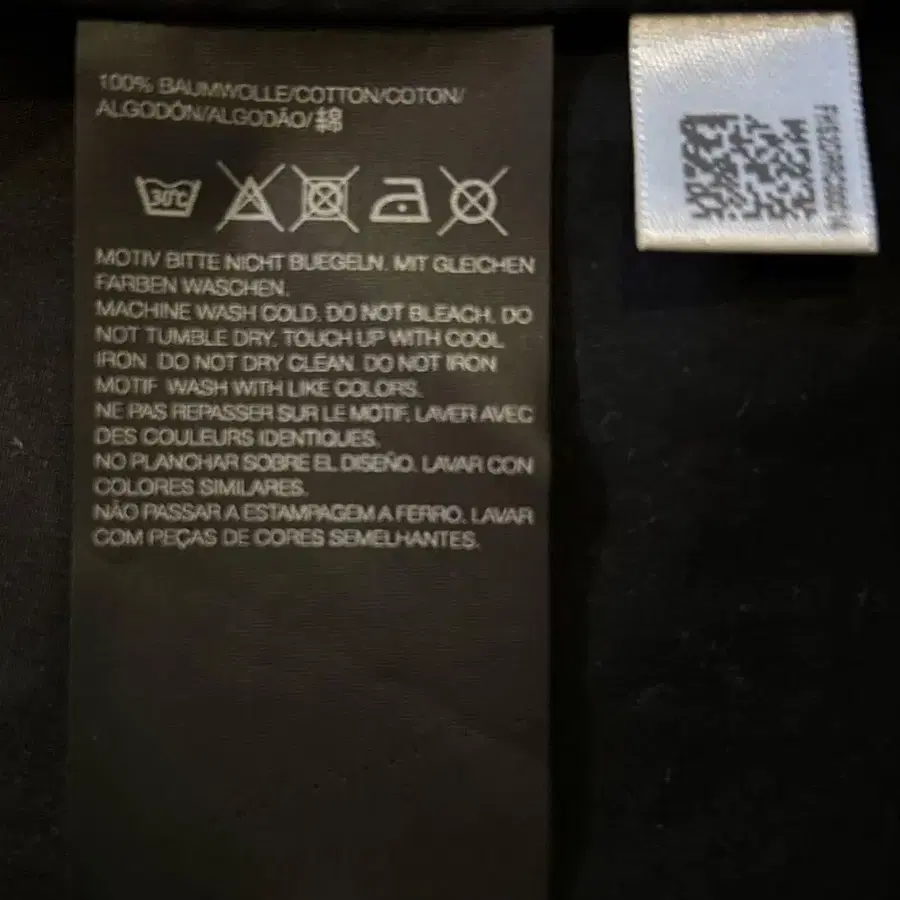 100% BAUMWOLLE/COTTON/COTON/
ALGODÓN/ALGODÃO/綿
30°C
MOTIV BITTE NICHT BUEGELN. MIT GLEICHEN
FARBEN WASCHEN.
MACHINE WASH COLD. DO NOT BLEACH. DO
NOT TUMBLE DRY. TOUCH UP WITH COOL
IRON. DO NOT DRY CLEAN. DO NOT IRON
MOTIF. WASH WITH LIKE COLORS.
NE PAS REPASSER SUR LE MOTIF. LAVER AVEC
DES COULEURS IDENTIQUES.
NO PLANCHAR SOBRE EL DISEÑO. LAVAR CON
COLORES SIMILARES.
NÃO PASSAR A ESTAMPAGEM A FERRO. LAVAR
COM PEÇAS DE CORES SEMELHANTES.